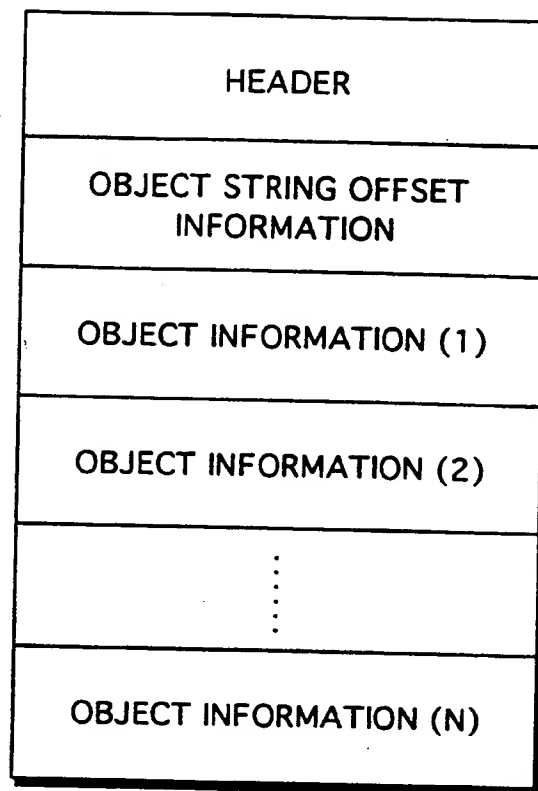 HEADER
OBJECT STRING OFFSET
INFORMATION
OBJECT INFORMATION (1)
OBJECT INFORMATION (2)
OBJECT INFORMATION (N)